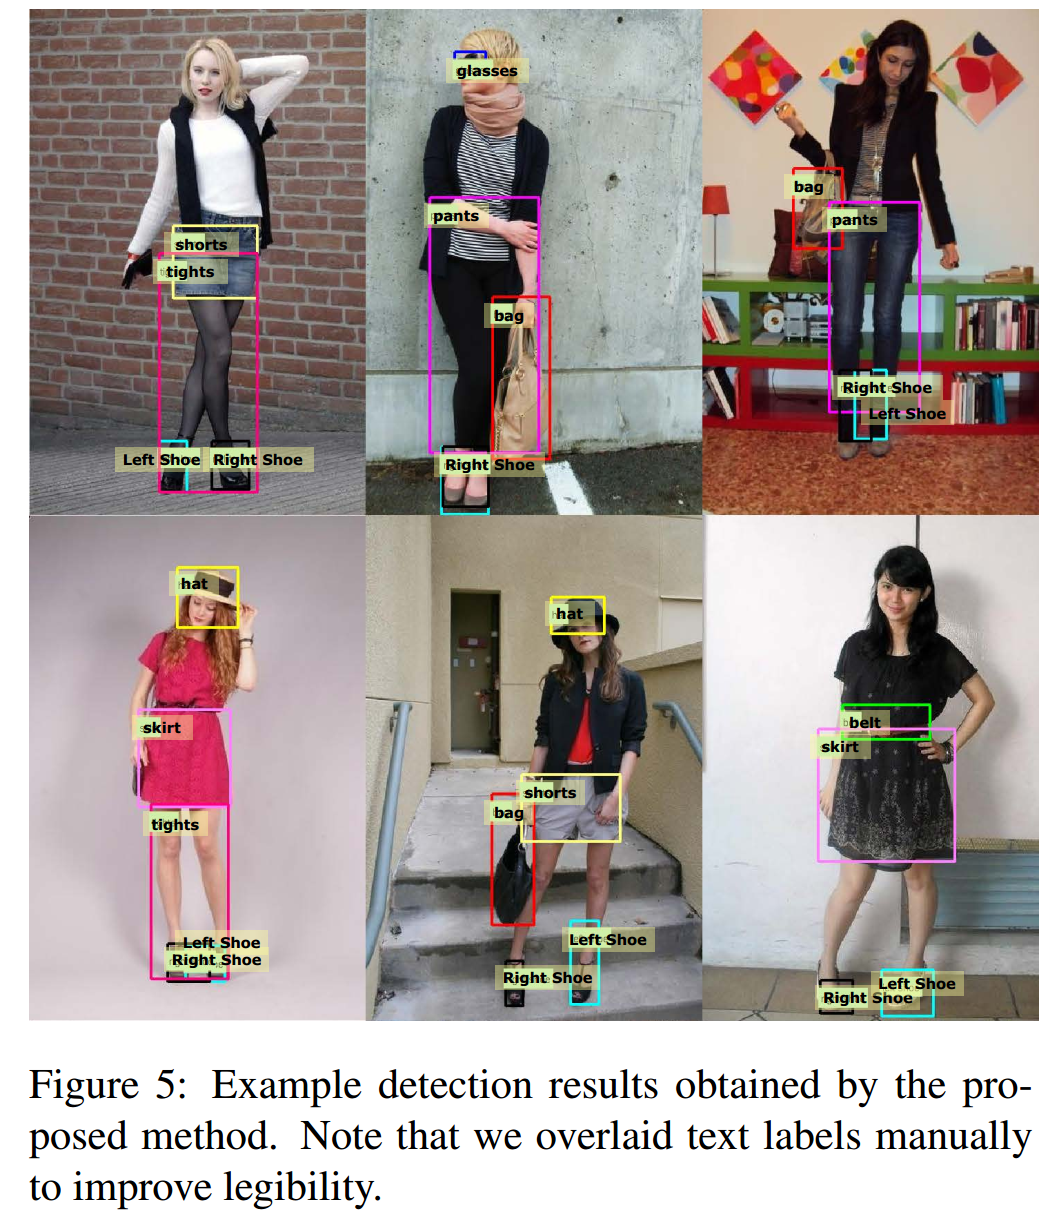 glasses
bag
shorts
pants
pants
tights
bag
Right Shoe
Left Shoe
Left Shoe
Right Shoe
Right Shoe
hat
hat
skirt
belt
skirt
shorts
bag
tights
Left Shoe
Left Shoe
Right Shoe
Right Shoe
Left Shoe
Right Shoe
Figure 5: Example detection results obtained by the pro-
posed method. Note that we overlaid text labels manually
to improve legibility.